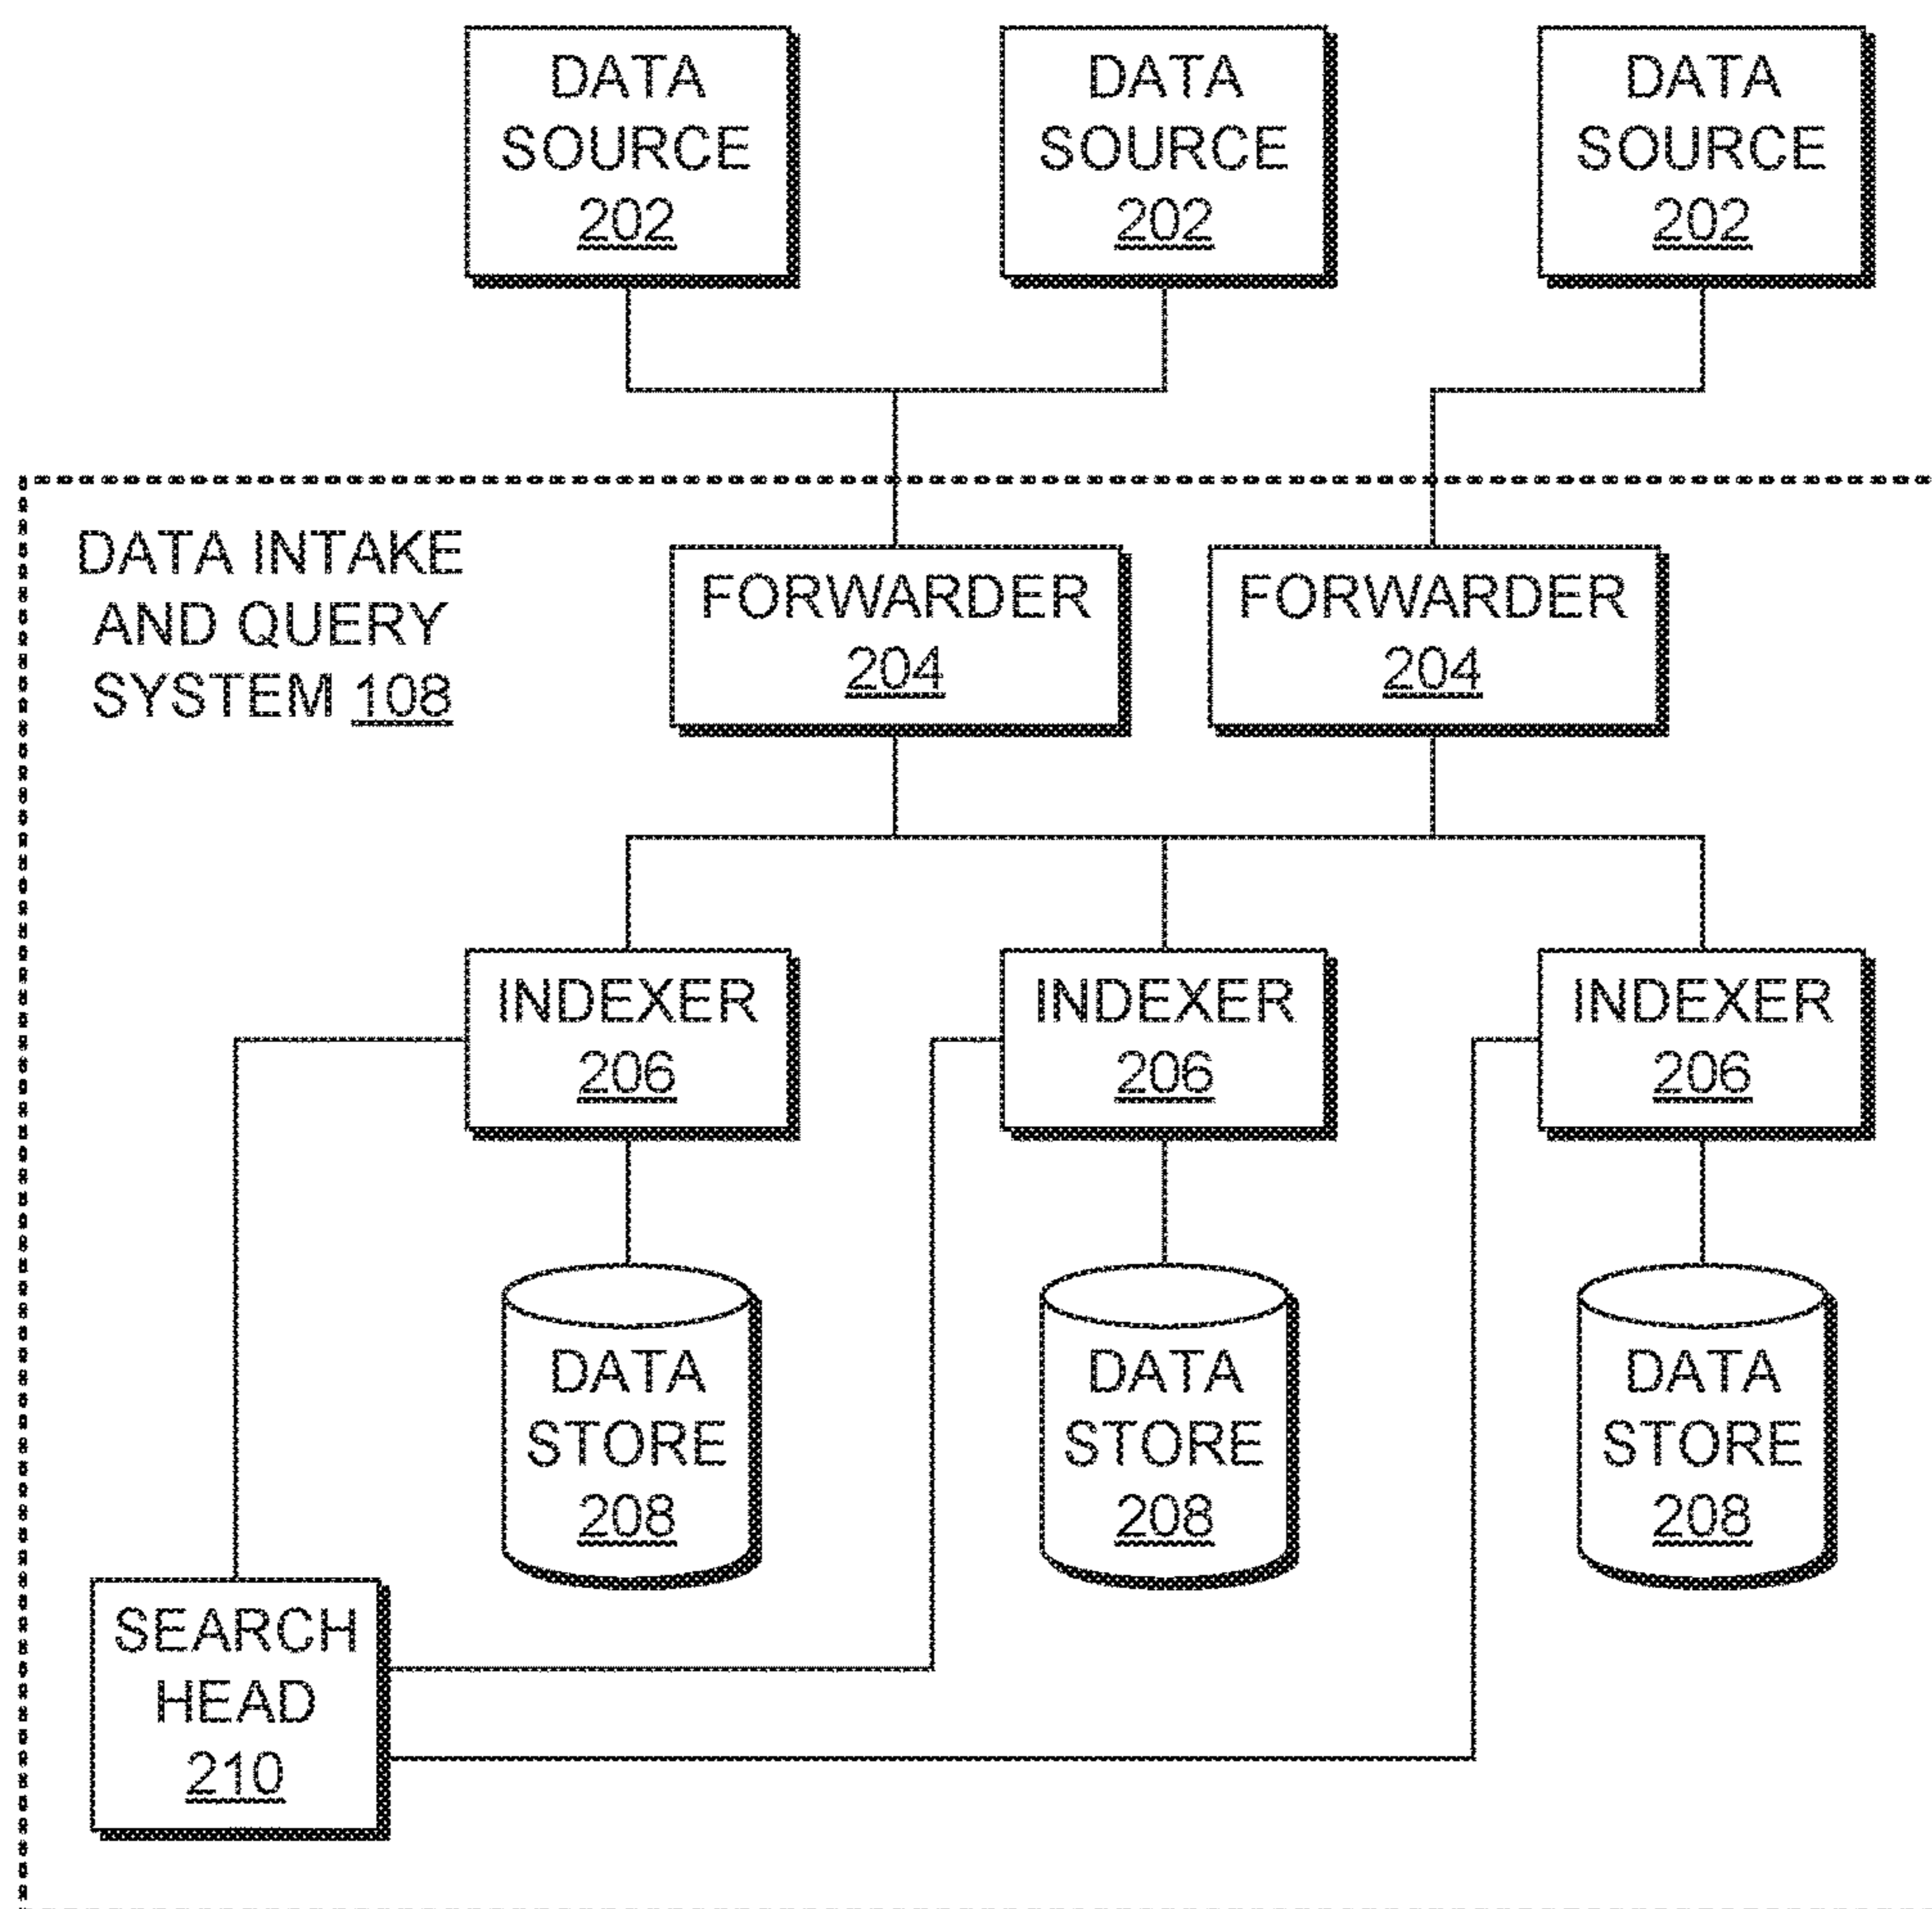 DATA
SOURCE
202
DATA
SOURCE
202
DATA
SOURCE
202
DATA INTAKE
AND QUERY
SYSTEM 108
FORWARDER
204
FORWARDER
204
INDEXER
206
INDEXER
206
INDEXER
206
DATA
STORE
208
DATA
STORE
208
DATA
STORE
208
SEARCH
HEAD
210